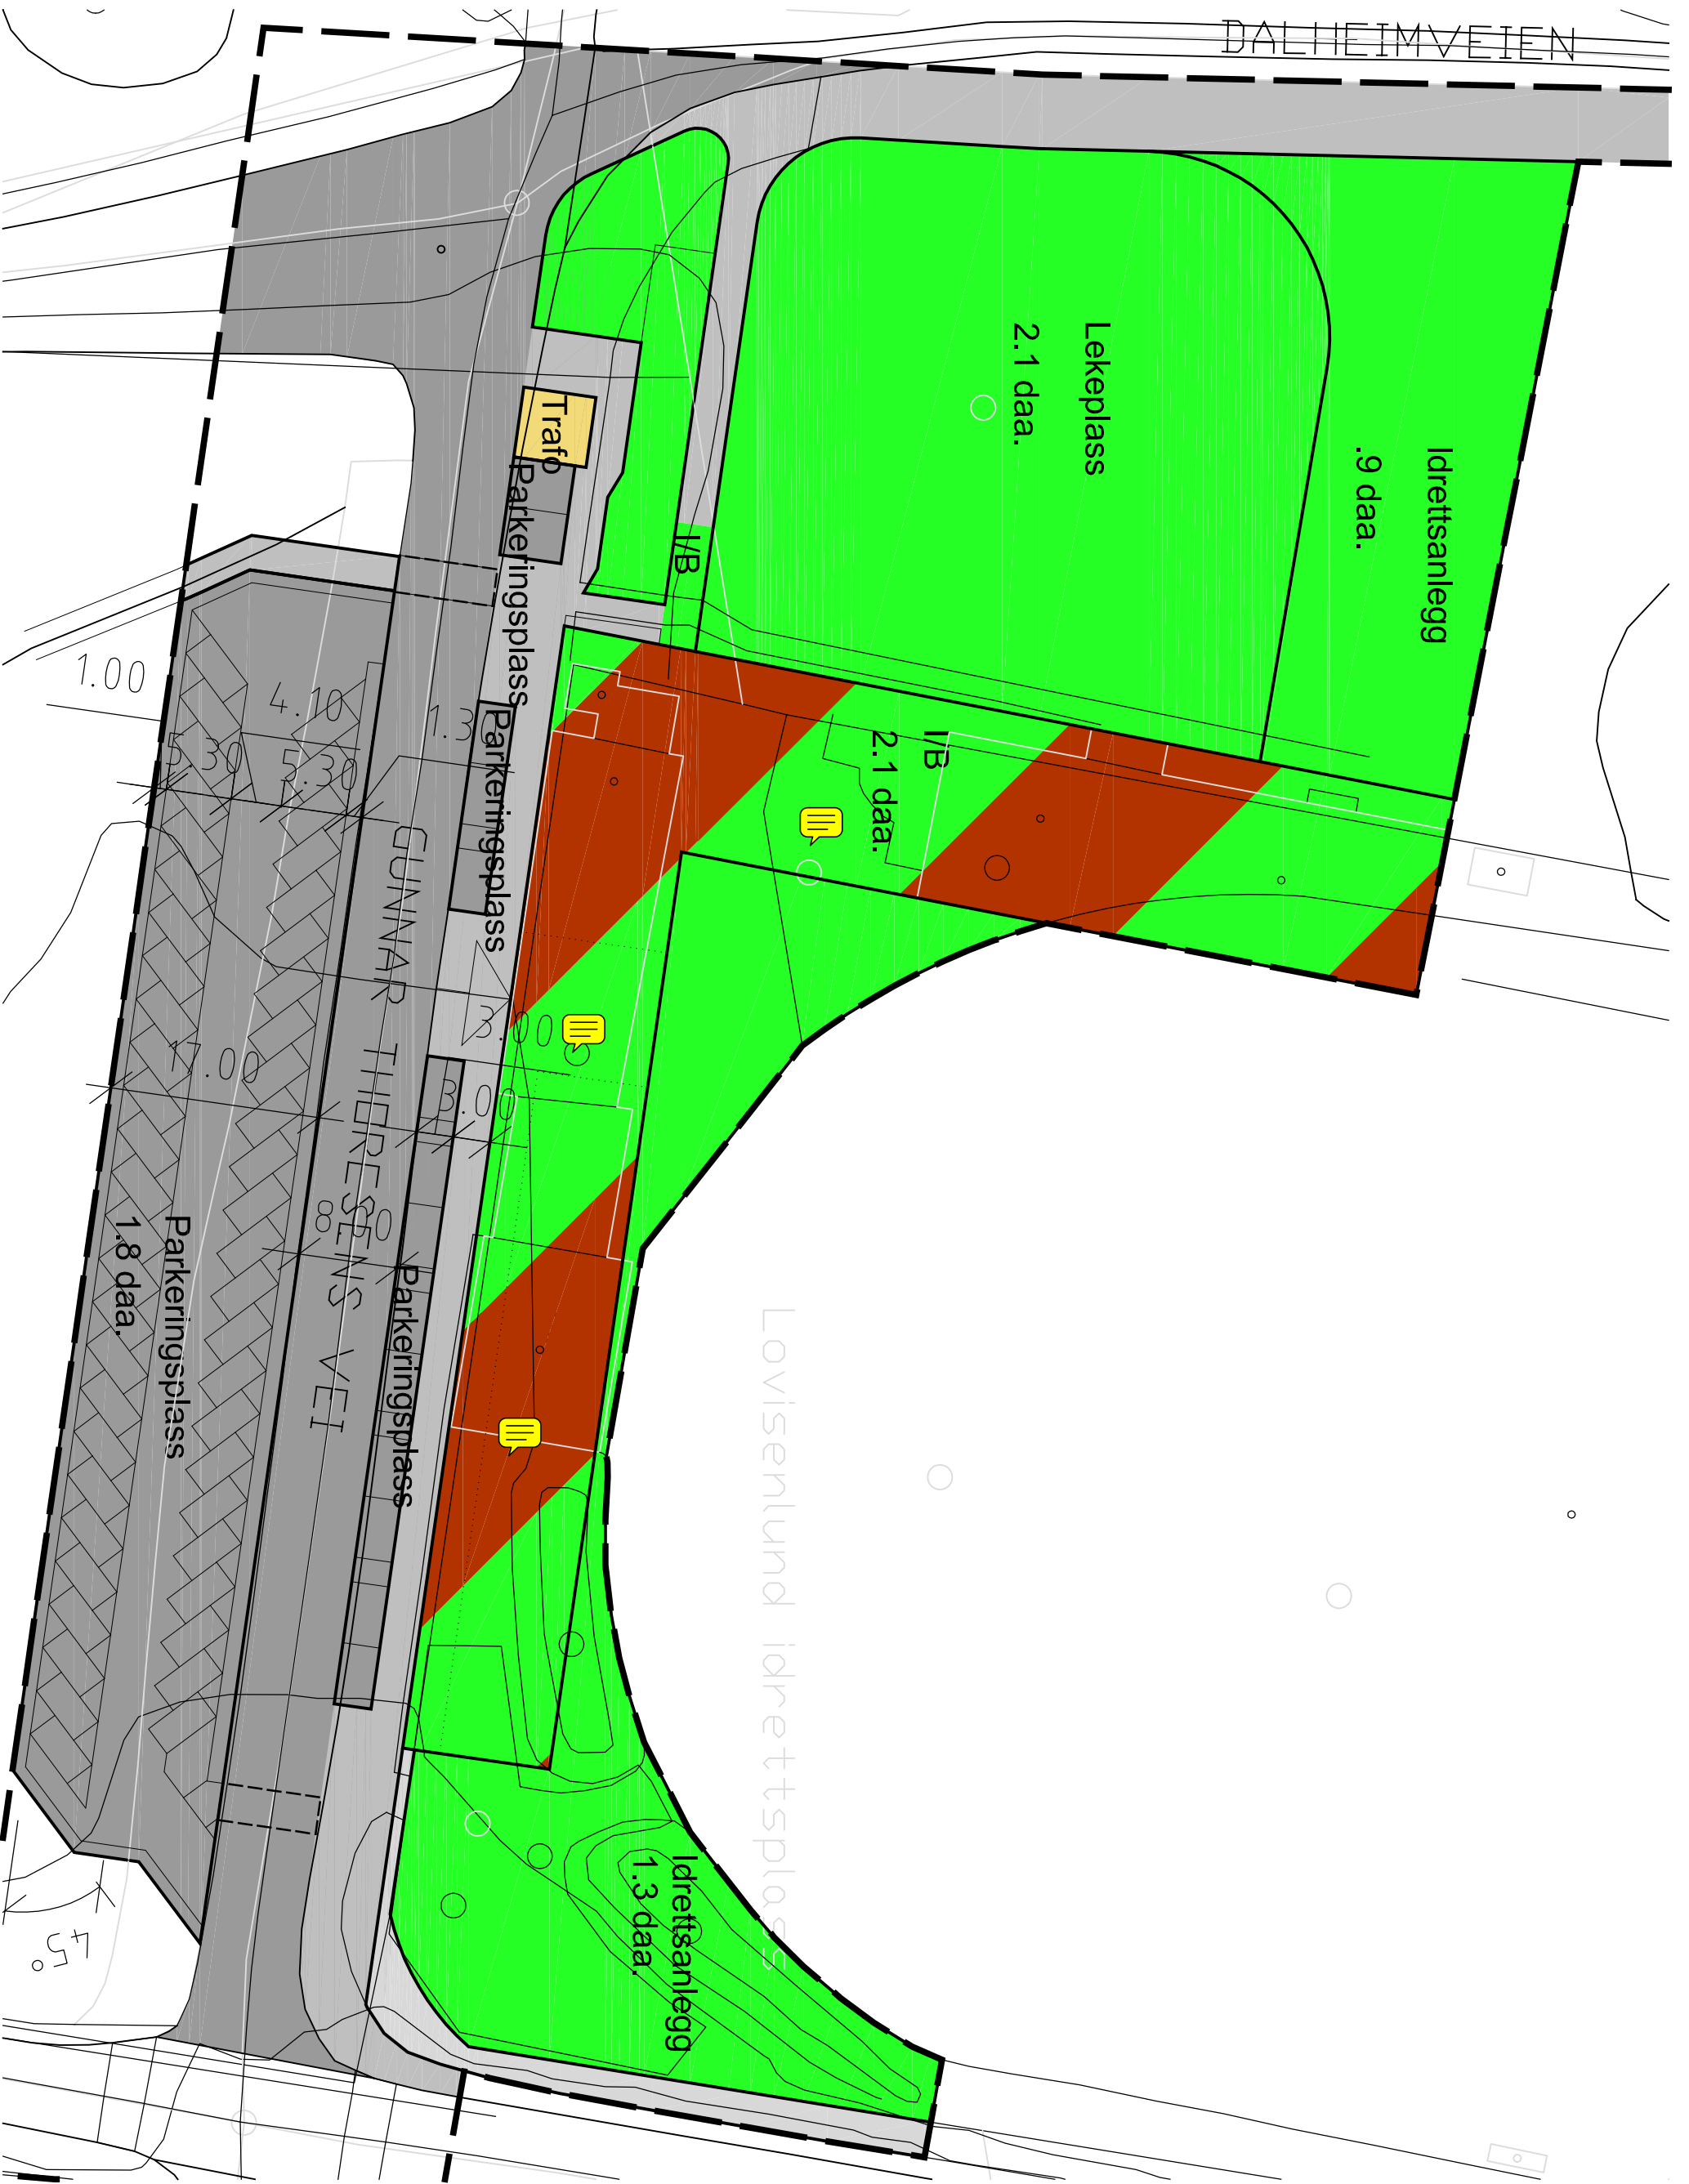 DALHEIMVEIEN
Lekeplass
2.1 daa.
Idrettsanlegg
.9 daa.
Trafo
Parkeringsplass
I/B
I/B
2.1 daa.
Parkeringsplass
1.00
4.10
5.30
5.30
GUNNAR THORESENS VEI
3.00
17.00
3.00
Parkeringsplass
1.8 daa.
Parkeringsplass
Lovisenlund idrettsplass
Idrettsanlegg
1.3 daa.
45°